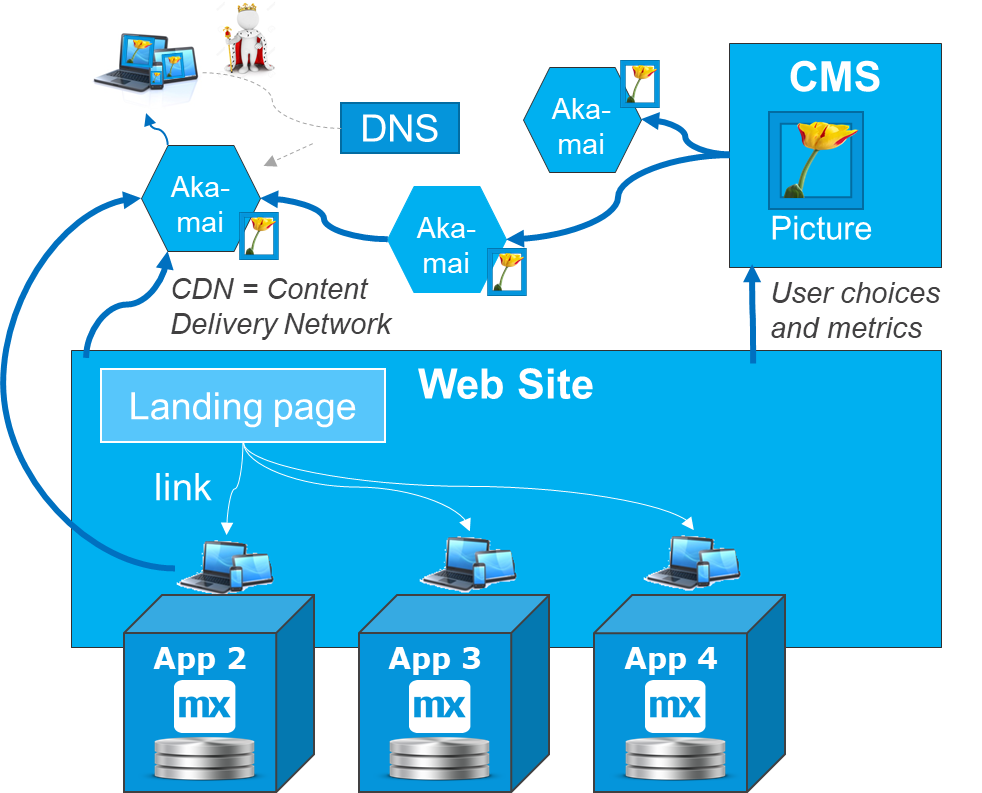 CMS
Aka-
mai
DNS
Aka-
mai
Picture
Aka-
mai
CDN = Content
Delivery Network
User choices
and metrics
Web Site
Landing page
link
App 2
mx
App 3
mx
App 4
mx